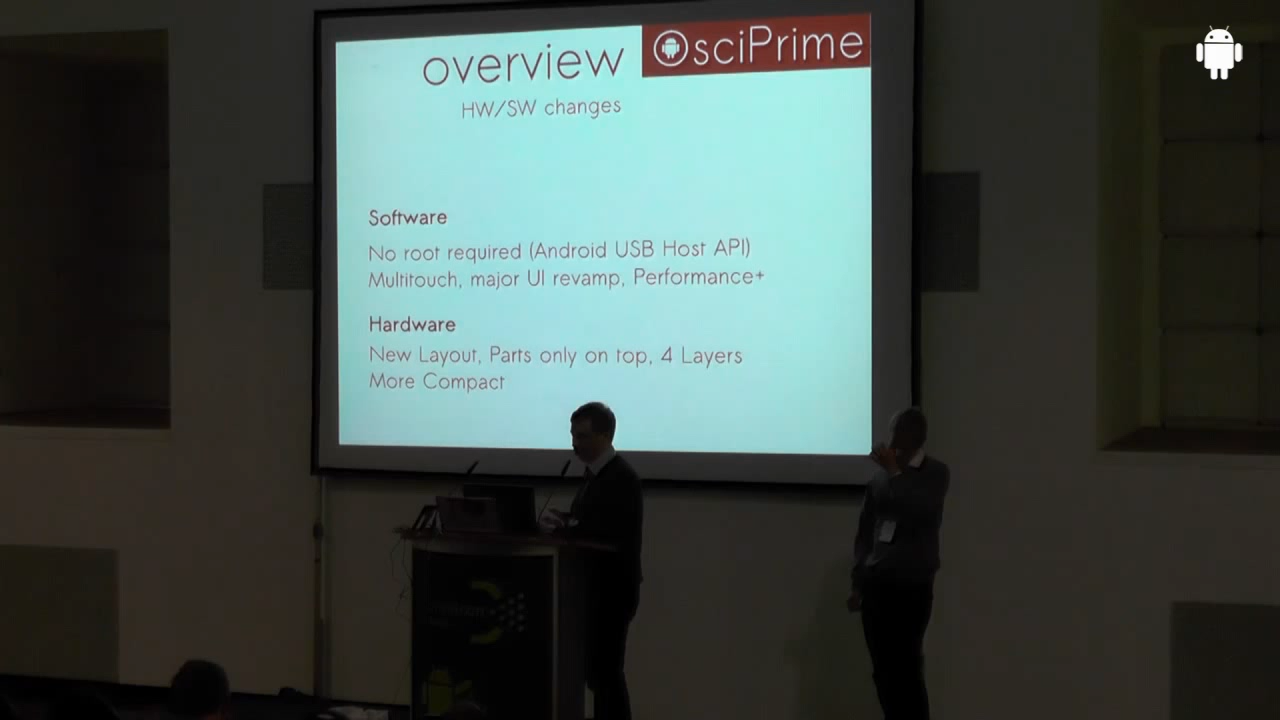 overview
OsciPrime
HW/SW changes
Software
No root required (Android USB Host API)
Multitouch, major UI revamp, Performance+
Hardware
New Layout, Parts only on top, 4 Layers
More Compact